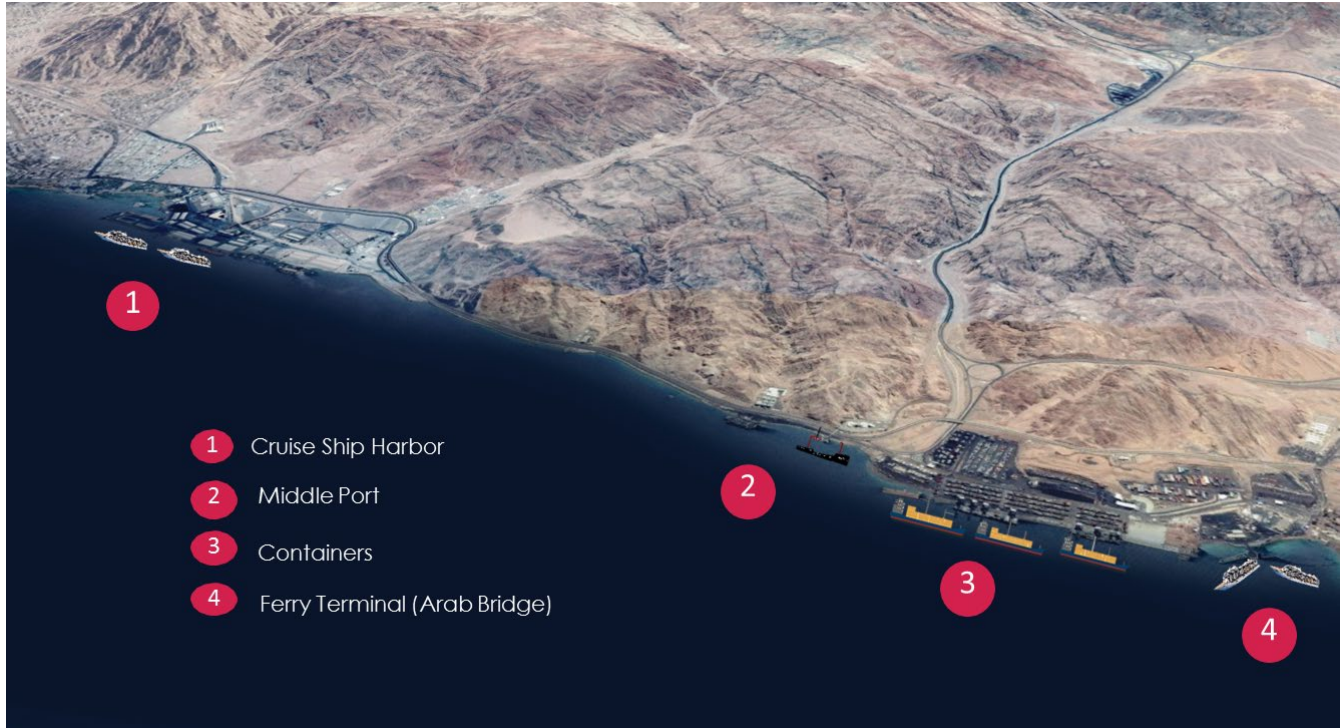 1
2
3
4
1 Cruise Ship Harbor
2 Middle Port
3 Containers
4 Ferry Terminal (Arab Bridge)